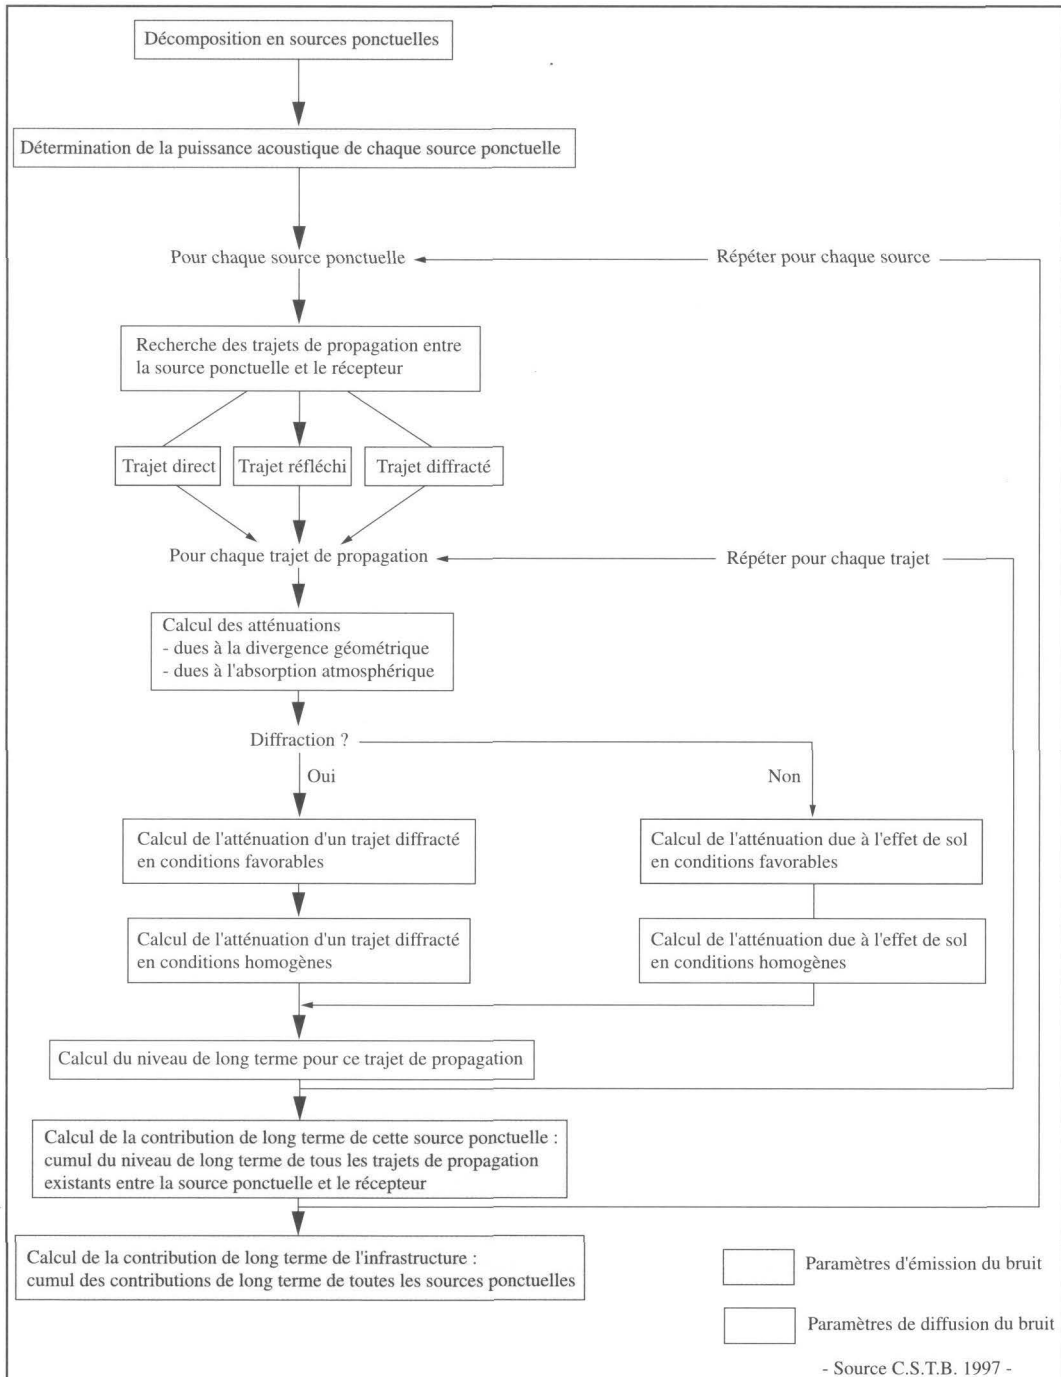 Décomposition en sources ponctuelles
Détermination de la puissance acoustique de chaque source ponctuelle
Pour chaque source ponctuelle
Répéter pour chaque source
Recherche des trajets de propagation entre
la source ponctuelle et le récepteur
Trajet direct
Trajet réfléchi
Trajet diffracté
Pour chaque trajet de propagation
Répéter pour chaque trajet
Calcul des atténuations
- dues à la divergence géométrique
- dues à l'absorption atmosphérique
Diffraction ?
Oui
Non
Calcul de l'atténuation d'un trajet diffracté
en conditions favorables
Calcul de l'atténuation due à l'effet de sol
en conditions favorables
Calcul de l'atténuation d'un trajet diffracté
en conditions homogènes
Calcul de l'atténuation due à l'effet de sol
en conditions homogènes
Calcul du niveau de long terme pour ce trajet de propagation
Calcul de la contribution de long terme de cette source ponctuelle :
cumul du niveau de long terme de tous les trajets de propagation
existants entre la source ponctuelle et le récepteur
Calcul de la contribution de long terme de l'infrastructure :
cumul des contributions de long terme de toutes les sources ponctuelles
Paramètres d'émission du bruit
Paramètres de diffusion du bruit
- Source C.S.T.B. 1997 -